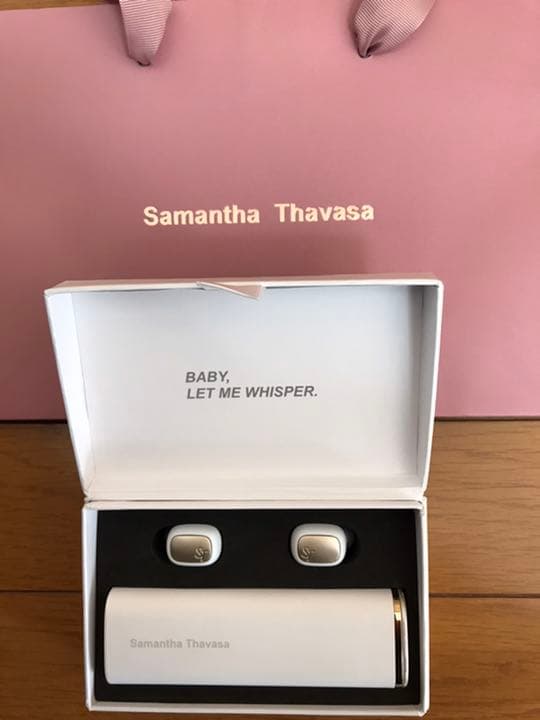 Samantha Thavasa
BABY,
LET ME WHISPER.
Samantha Thavasa